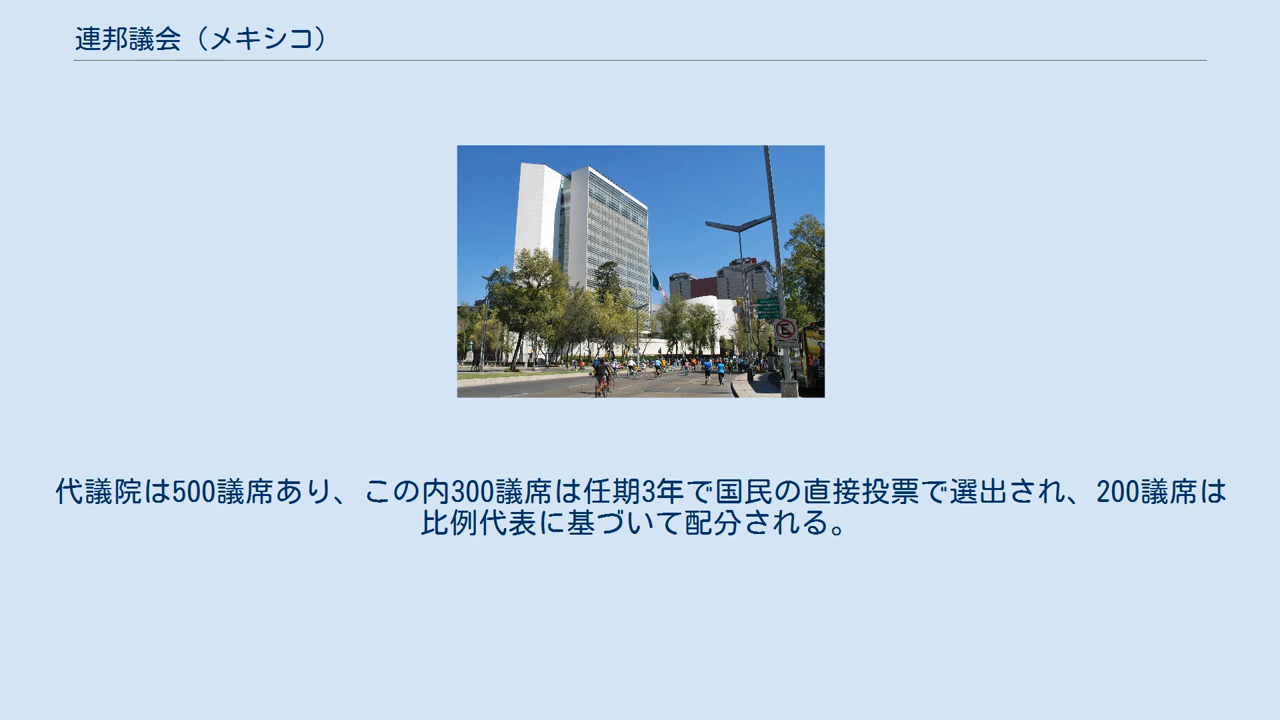 連邦議会（メキシコ）
代議院は500議席あり、この内300議席は任期3年で国民の直接投票で選出され、200議席は
比例代表に基づいて配分される。